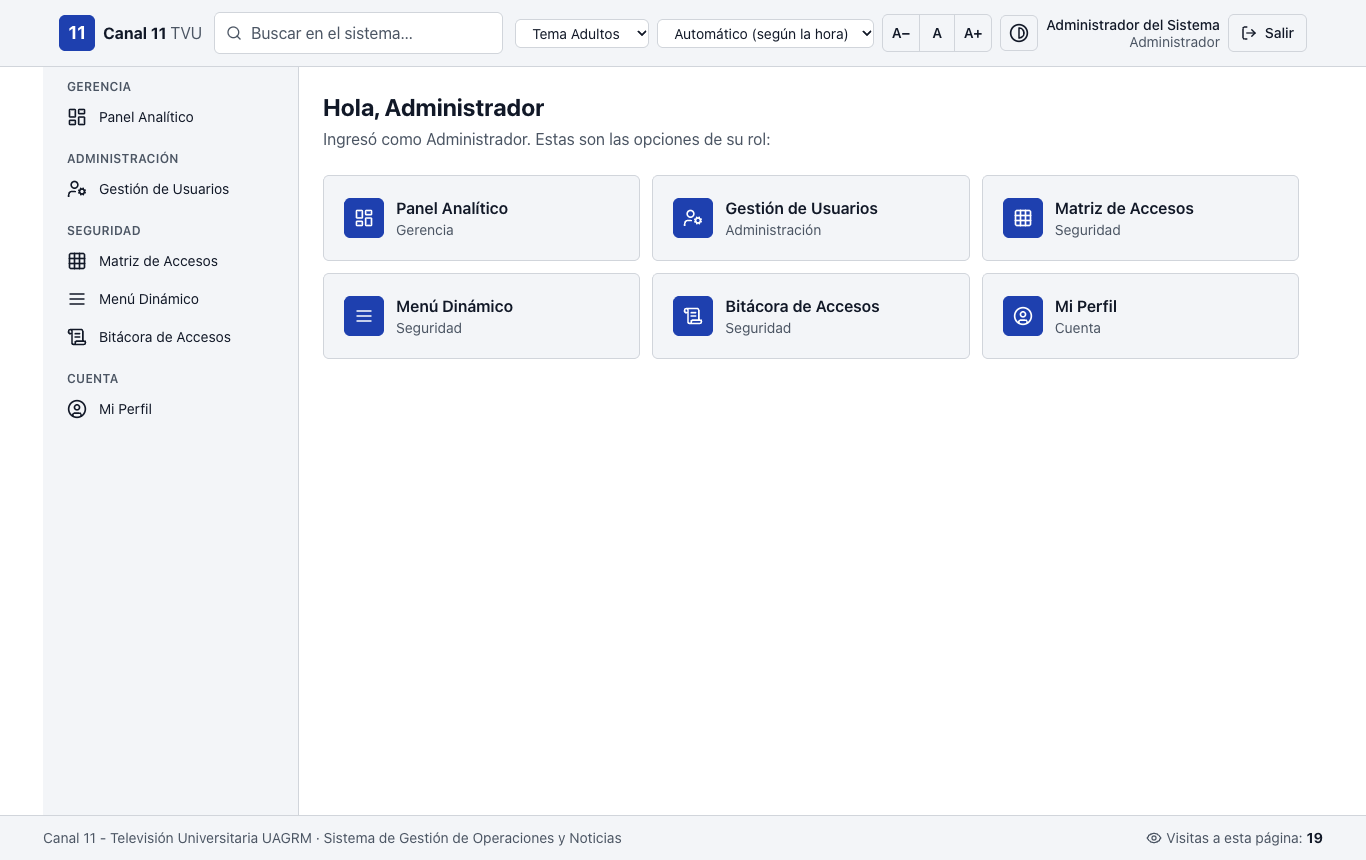 11 Canal 11 TVU
Buscar en el sistema...
Tema Adultos
Automático (según la hora)
A− A A+
Administrador del Sistema
Administrador
Salir
GERENCIA
Panel Analítico
ADMINISTRACIÓN
Gestión de Usuarios
SEGURIDAD
Matriz de Accesos
Menú Dinámico
Bitácora de Accesos
CUENTA
Mi Perfil
Hola, Administrador
Ingresó como Administrador. Estas son las opciones de su rol:
Panel Analítico
Gerencia
Gestión de Usuarios
Administración
Matriz de Accesos
Seguridad
Menú Dinámico
Seguridad
Bitácora de Accesos
Seguridad
Mi Perfil
Cuenta
Canal 11 - Televisión Universitaria UAGRM · Sistema de Gestión de Operaciones y Noticias
Visitas a esta página: 19